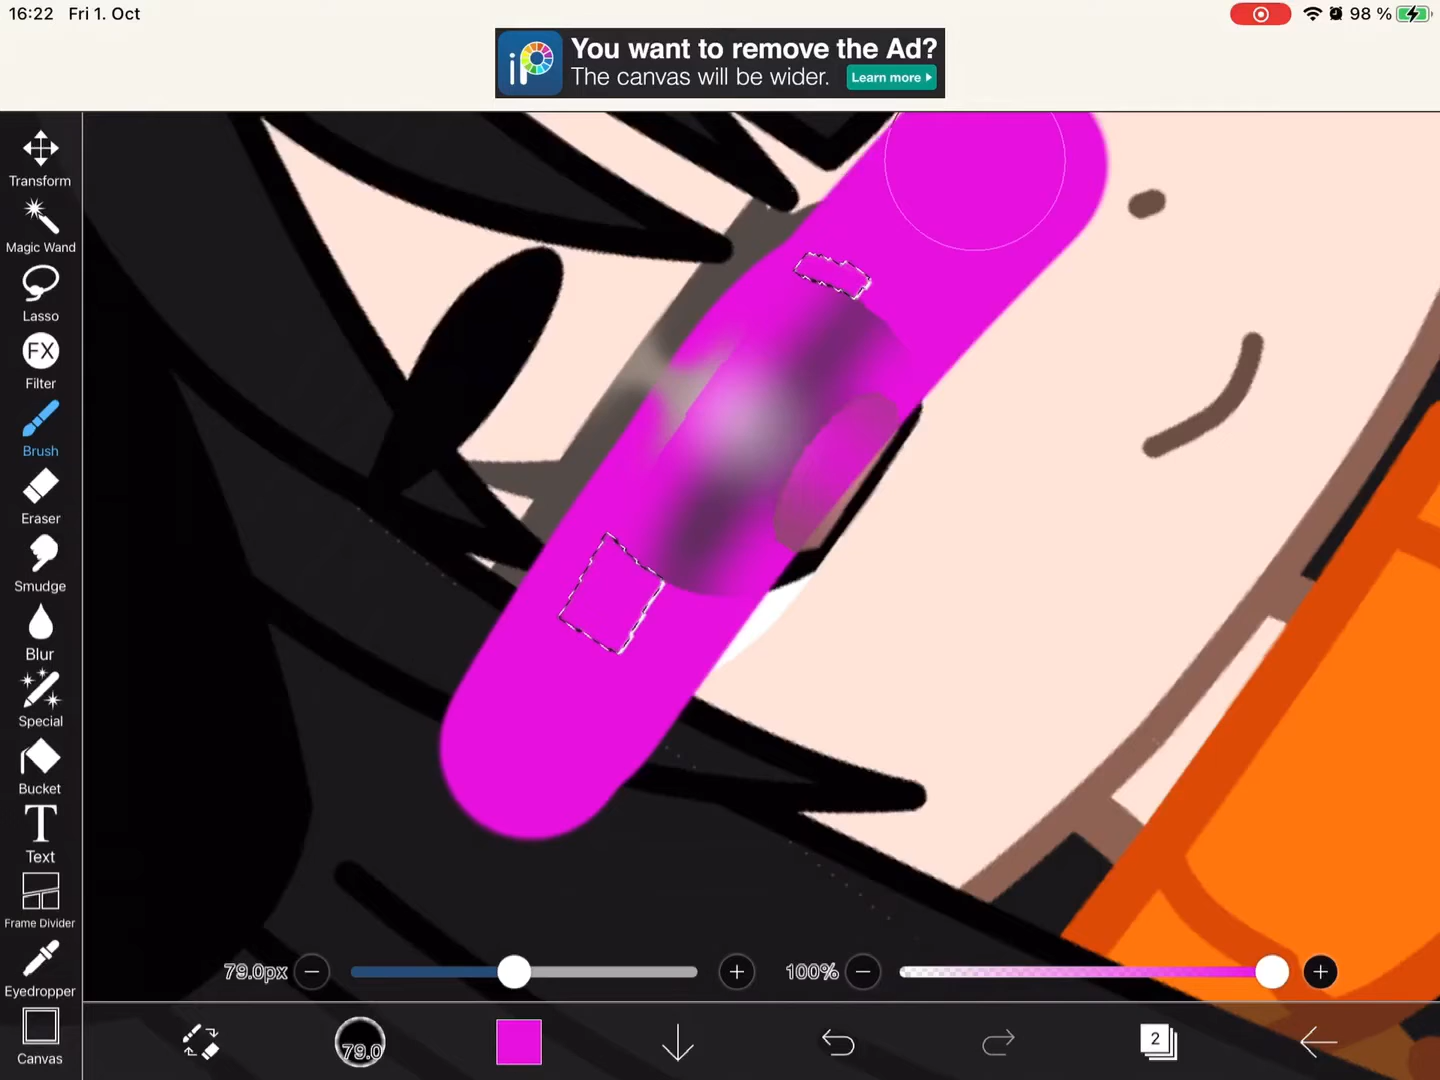 16:22 Fri 1. Oct
98 %
iP
You want to remove the Ad?
The canvas will be wider.
Learn more
Transform
Magic Wand
Lasso
FX
Filter
Brush
Eraser
Smudge
Blur
Special
Bucket
T
Text
Frame Divider
Eyedropper
Canvas
79.0px
100%
79.0
2